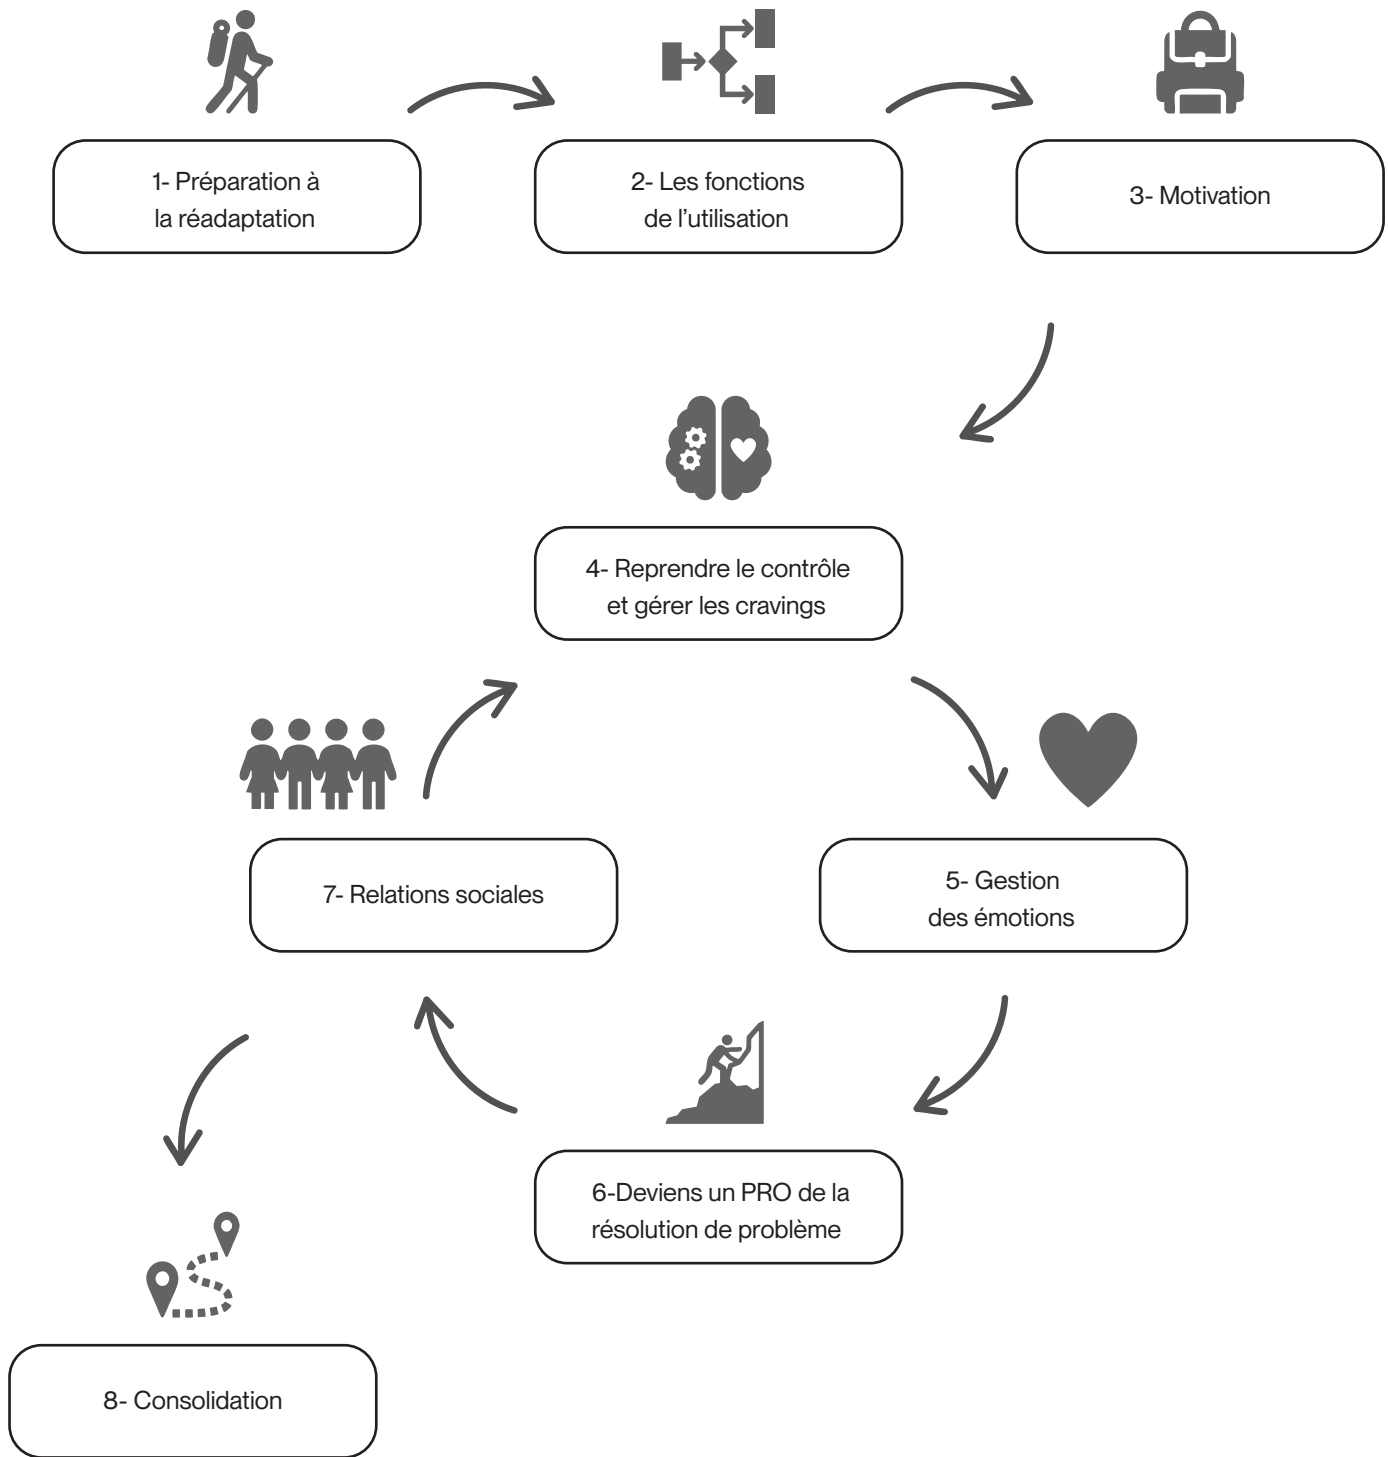 1- Préparation à
la réadaptation
2- Les fonctions
de l’utilisation
3- Motivation
4- Reprendre le contrôle
et gérer les cravings
7- Relations sociales
5- Gestion
des émotions
6-Deviens un PRO de la
résolution de problème
8- Consolidation